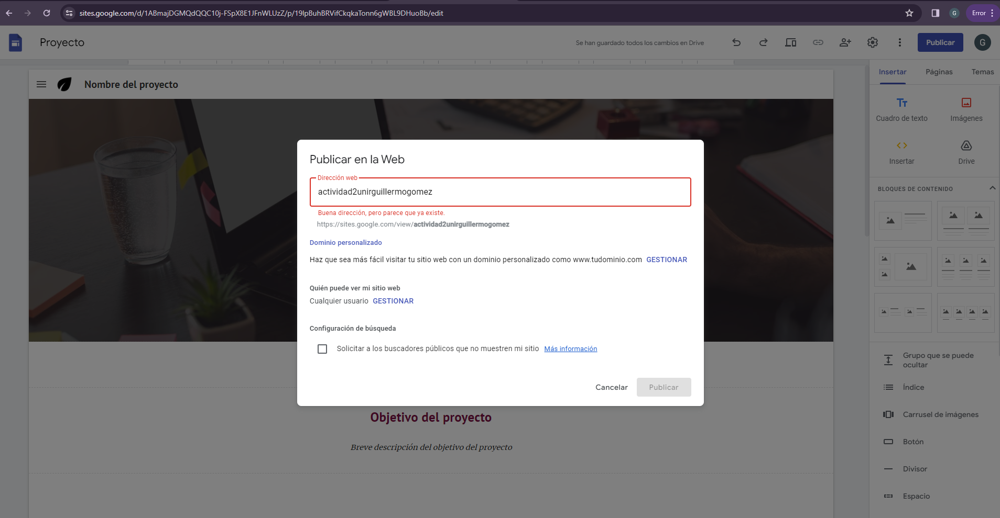 sites.google.com/d/1ABmajDGMQdQQC10j-FSpX8E1JFnWLUzZ/p/19lpBuhBRVifCkqkaTonn6gWBL9DHuoBb/edit
G
Error
Proyecto
Se han guardado todos los cambios en Drive
Publicar
G
Nombre del proyecto
Insertar
Páginas
Temas
Cuadro de texto
Imágenes
Insertar
Drive
BLOQUES DE CONTENIDO
Grupo que se puede
ocultar
Índice
Carrusel de imágenes
Botón
Divisor
Espacio
Publicar en la Web
Dirección web
actividad2unirguillermogomez
Buena dirección, pero parece que ya existe.
https://sites.google.com/view/actividad2unirguillermogomez
Dominio personalizado
Haz que sea más fácil visitar tu sitio web con un dominio personalizado como www.tudominio.com GESTIONAR
Quién puede ver mi sitio web
Cualquier usuario GESTIONAR
Configuración de búsqueda
Solicitar a los buscadores públicos que no muestren mi sitio Más información
Cancelar
Publicar
Objetivo del proyecto
Breve descripción del objetivo del proyecto